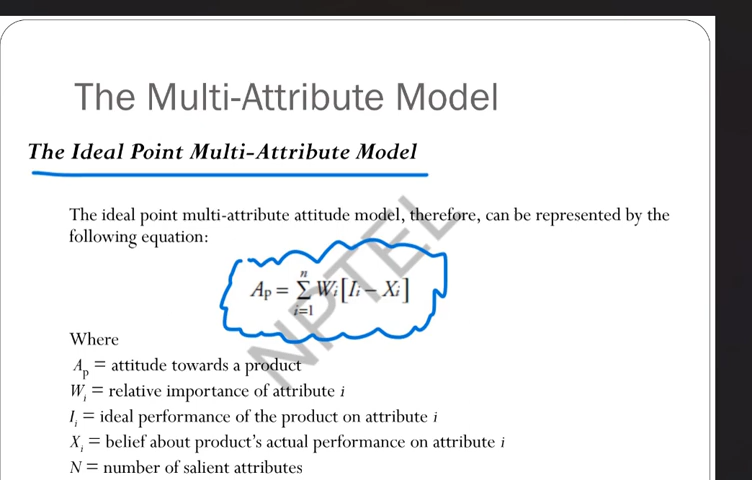 The Multi-Attribute Model
The Ideal Point Multi-Attribute Model
The ideal point multi-attribute attitude model, therefore, can be represented by the
following equation:
Aₚ = Σⁿᵢ₌₁ Wᵢ[Iᵢ – Xᵢ]
NPTEL
Where
Aₚ = attitude towards a product
Wᵢ = relative importance of attribute i
Iᵢ = ideal performance of the product on attribute i
Xᵢ = belief about product's actual performance on attribute i
N = number of salient attributes